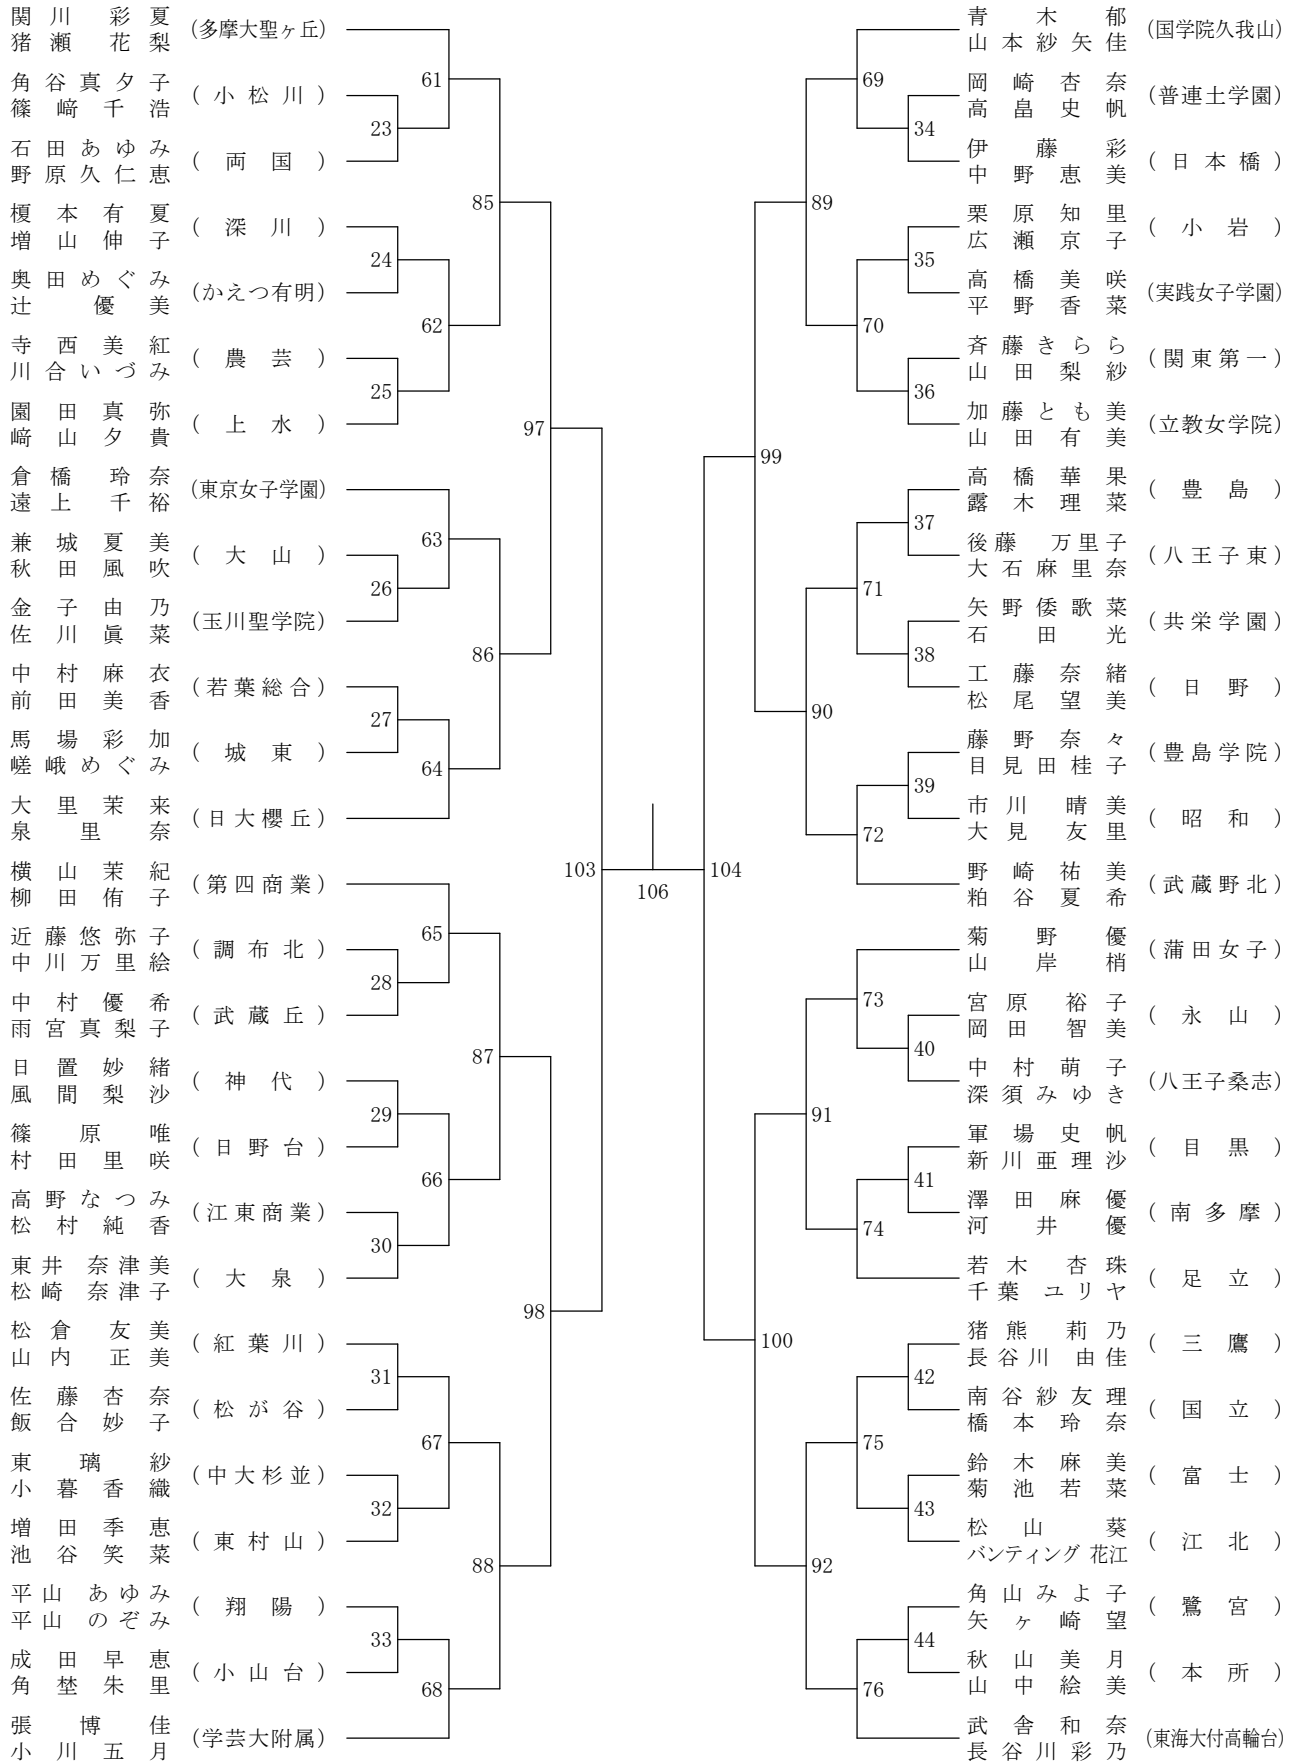 関川彩夏
猪瀬花梨
(多摩大聖ヶ丘)
角谷真夕子
篠﨑千浩
(小松川)
石田あゆみ
野原久仁恵
(両国)
榎本有夏
増山伸子
(深川)
奥田めぐみ
辻優美
(かえつ有明)
寺西美紅
川合いづみ
(農芸)
園田真弥
﨑山夕貴
(上水)
倉橋玲奈
遠上千裕
(東京女子学園)
兼城夏美
秋田風吹
(大山)
金子由乃
佐川眞菜
(玉川聖学院)
中村麻衣
前田美香
(若葉総合)
馬場彩加
嵯峨めぐみ
(城東)
大里茉来
泉里奈
(日大櫻丘)
横山茉紀
柳田侑子
(第四商業)
近藤悠弥子
中川万里絵
(調布北)
中村優希
雨宮真梨子
(武蔵丘)
日置妙緒
風間梨沙
(神代)
篠原唯
村田里咲
(日野台)
高野なつみ
松村純香
(江東商業)
東井奈津美
松崎奈津子
(大泉)
松倉友美
山内正美
(紅葉川)
佐藤杏奈
飯合妙子
(松が谷)
東璃紗
小暮香織
(中大杉並)
増田季恵
池谷笑菜
(東村山)
平山あゆみ
平山のぞみ
(翔陽)
成田早恵
角埜朱里
(小山台)
張博佳
小川五月
(学芸大附属)
61
23
85
24
62
25
97
63
26
86
27
64
103
65
28
87
29
66
30
98
31
67
32
88
33
68
106
104
69
34
89
35
70
36
99
37
71
38
90
39
72
73
40
91
41
74
100
42
75
43
92
44
76
青木郁
山本紗矢佳
(国学院久我山)
岡崎杏奈
高畠史帆
(普連土学園)
伊藤彩
中野恵美
(日本橋)
栗原知里
広瀬京子
(小岩)
高橋美咲
平野香菜
(実践女子学園)
斉藤きらら
山田梨紗
(関東第一)
加藤とも美
山田有美
(立教女学院)
高橋華果
露木理菜
(豊島)
後藤万里子
大石麻里奈
(八王子東)
矢野倭歌菜
石田光
(共栄学園)
工藤奈緒
松尾望美
(日野)
藤野奈々
目見田桂子
(豊島学院)
市川晴美
大見友里
(昭和)
野崎祐美
粕谷夏希
(武蔵野北)
菊野優
山岸梢
(蒲田女子)
宮原裕子
岡田智美
(永山)
中村萌子
深須みゆき
(八王子桑志)
軍場史帆
新川亜理沙
(目黒)
澤田麻優
河井優
(南多摩)
若木杏珠
千葉ユリヤ
(足立)
猪熊莉乃
長谷川由佳
(三鷹)
南谷紗友理
橋本玲奈
(国立)
鈴木麻美
菊池若菜
(富士)
松山葵
バンティング 花江
(江北)
角山みよ子
矢ヶ崎望
(鷺宮)
秋山美月
山中絵美
(本所)
武舎和奈
長谷川彩乃
(東海大付高輪台)